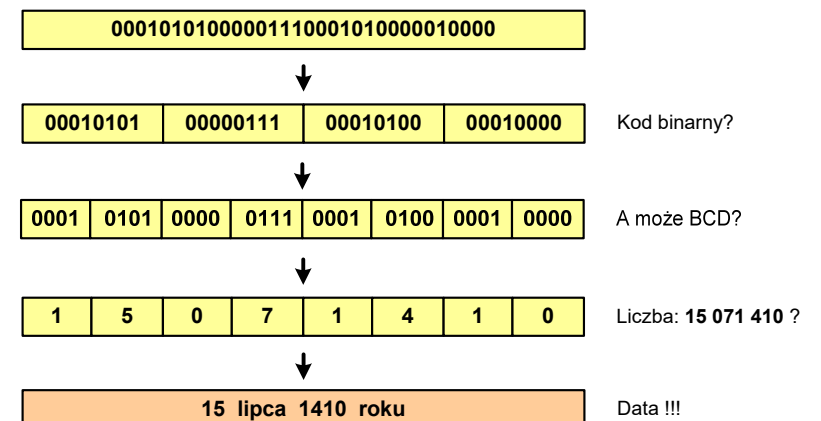 00010101000001110001010000010000
00010101 00000111 00010100 00010000 Kod binarny?
0001 0101 0000 0111 0001 0100 0001 0000 A może BCD?
1 5 0 7 1 4 1 0 Liczba: 15 071 410 ?
15 lipca 1410 roku Data !!!